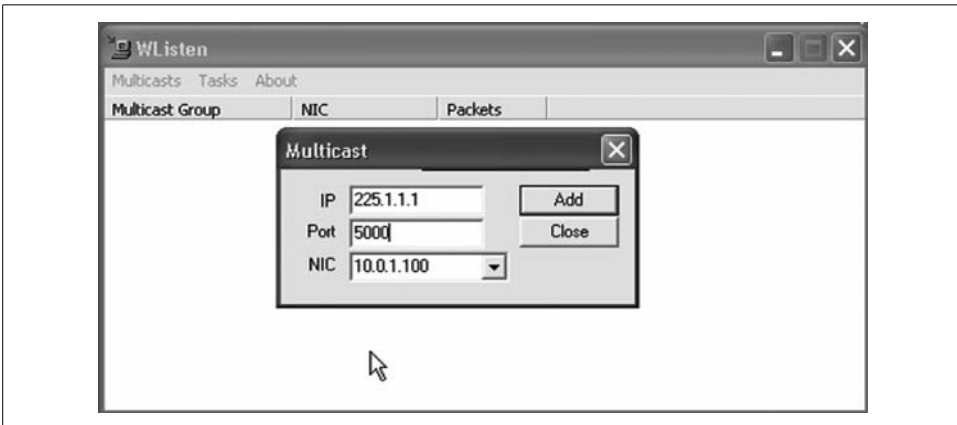 WListen
Multicasts Tasks About
Multicast Group NIC Packets
Multicast
IP 225.1.1.1 Add
Port 5000 Close
NIC 10.0.1.100